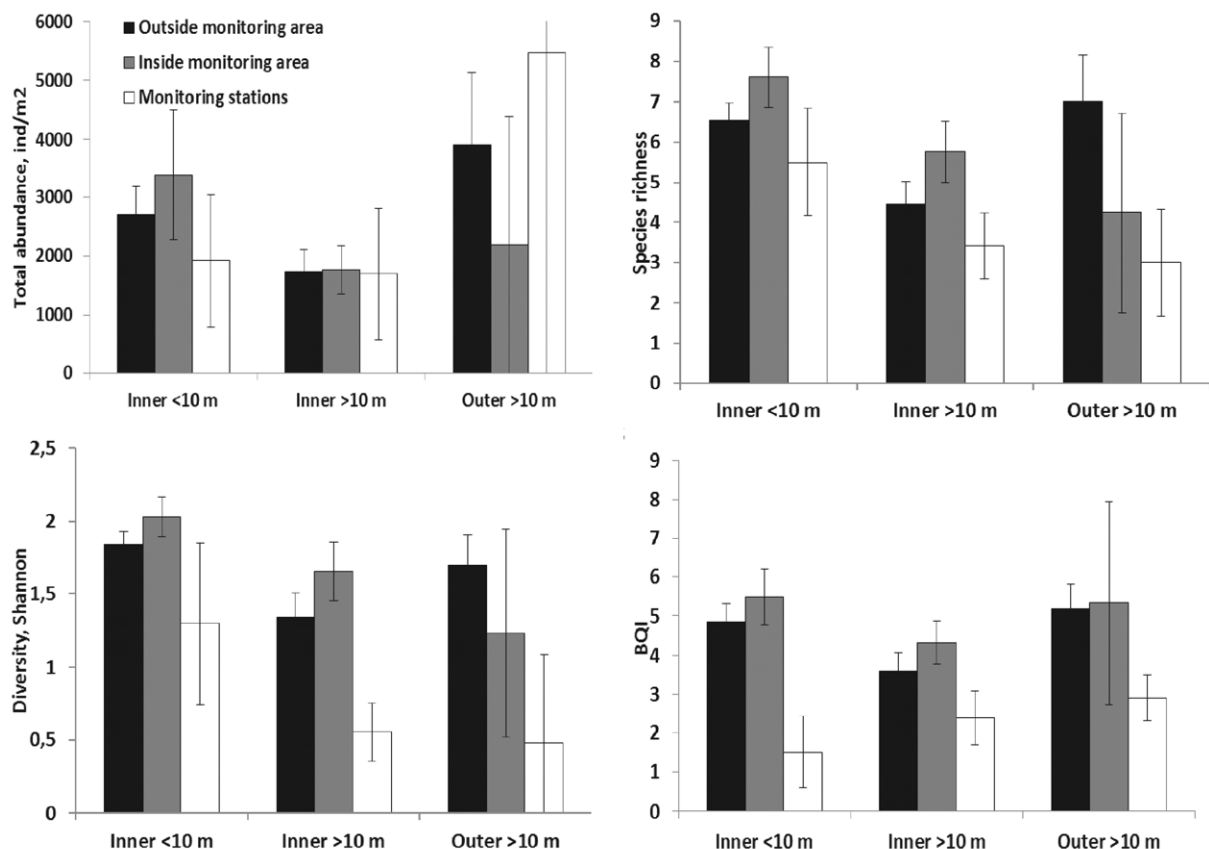 Total abundance, ind/m2
6000
5000
4000
3000
2000
1000
0
Outside monitoring area
Inside monitoring area
Monitoring stations
Inner <10 m
Inner >10 m
Outer >10 m
Species richness
9
8
7
6
5
4
3
2
1
0
Inner <10 m
Inner >10 m
Outer >10 m
Diversity, Shannon
2,5
2
1,5
1
0,5
0
Inner <10 m
Inner >10 m
Outer >10 m
BQI
9
8
7
6
5
4
3
2
1
0
Inner <10 m
Inner >10 m
Outer >10 m